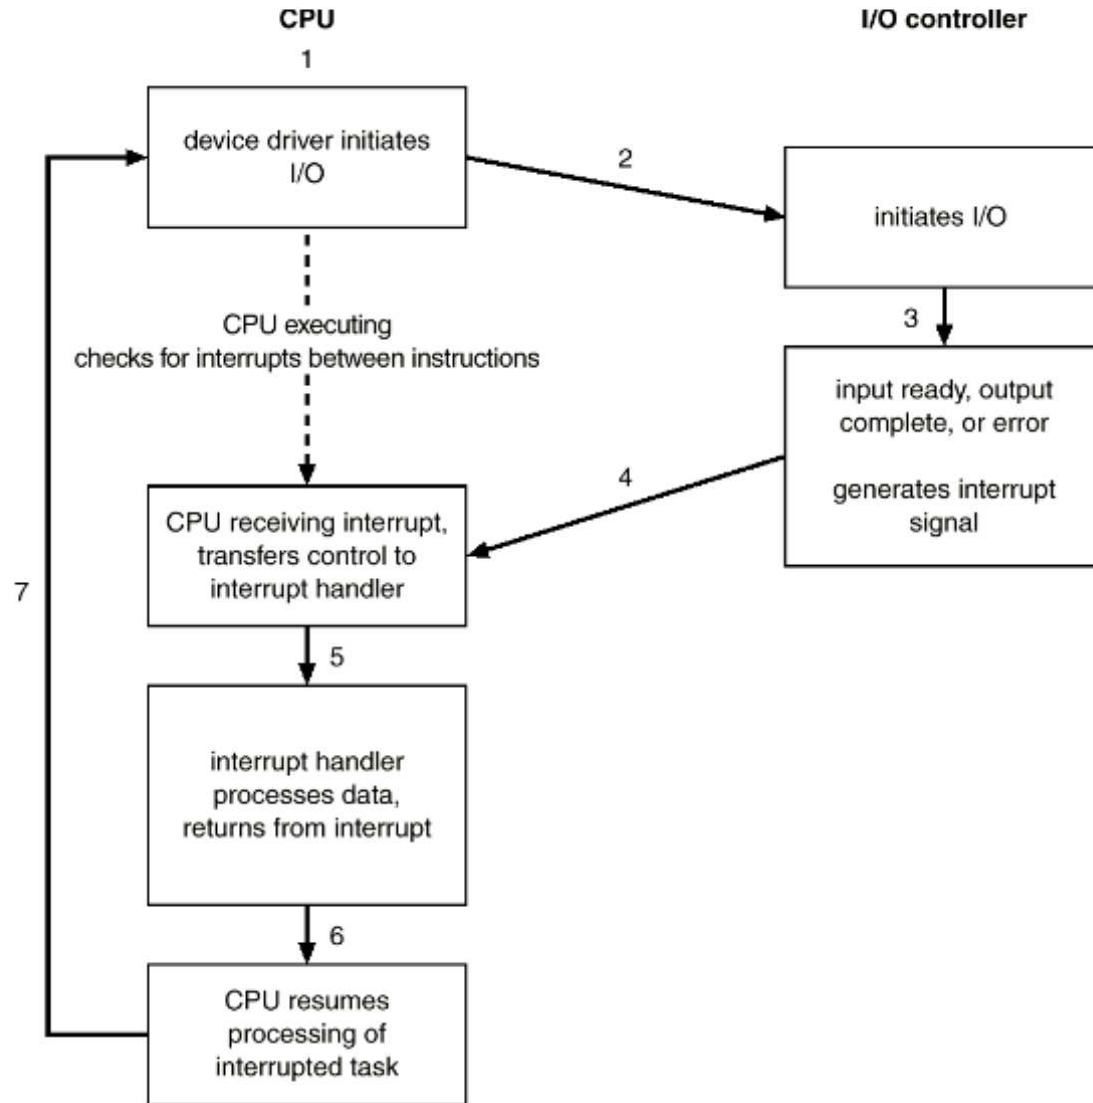 CPU
I/O controller
1
device driver initiates
I/O
2
initiates I/O
CPU executing
checks for interrupts between instructions
3
input ready, output
complete, or error
generates interrupt
signal
4
CPU receiving interrupt,
transfers control to
interrupt handler
7
5
interrupt handler
processes data,
returns from interrupt
6
CPU resumes
processing of
interrupted task